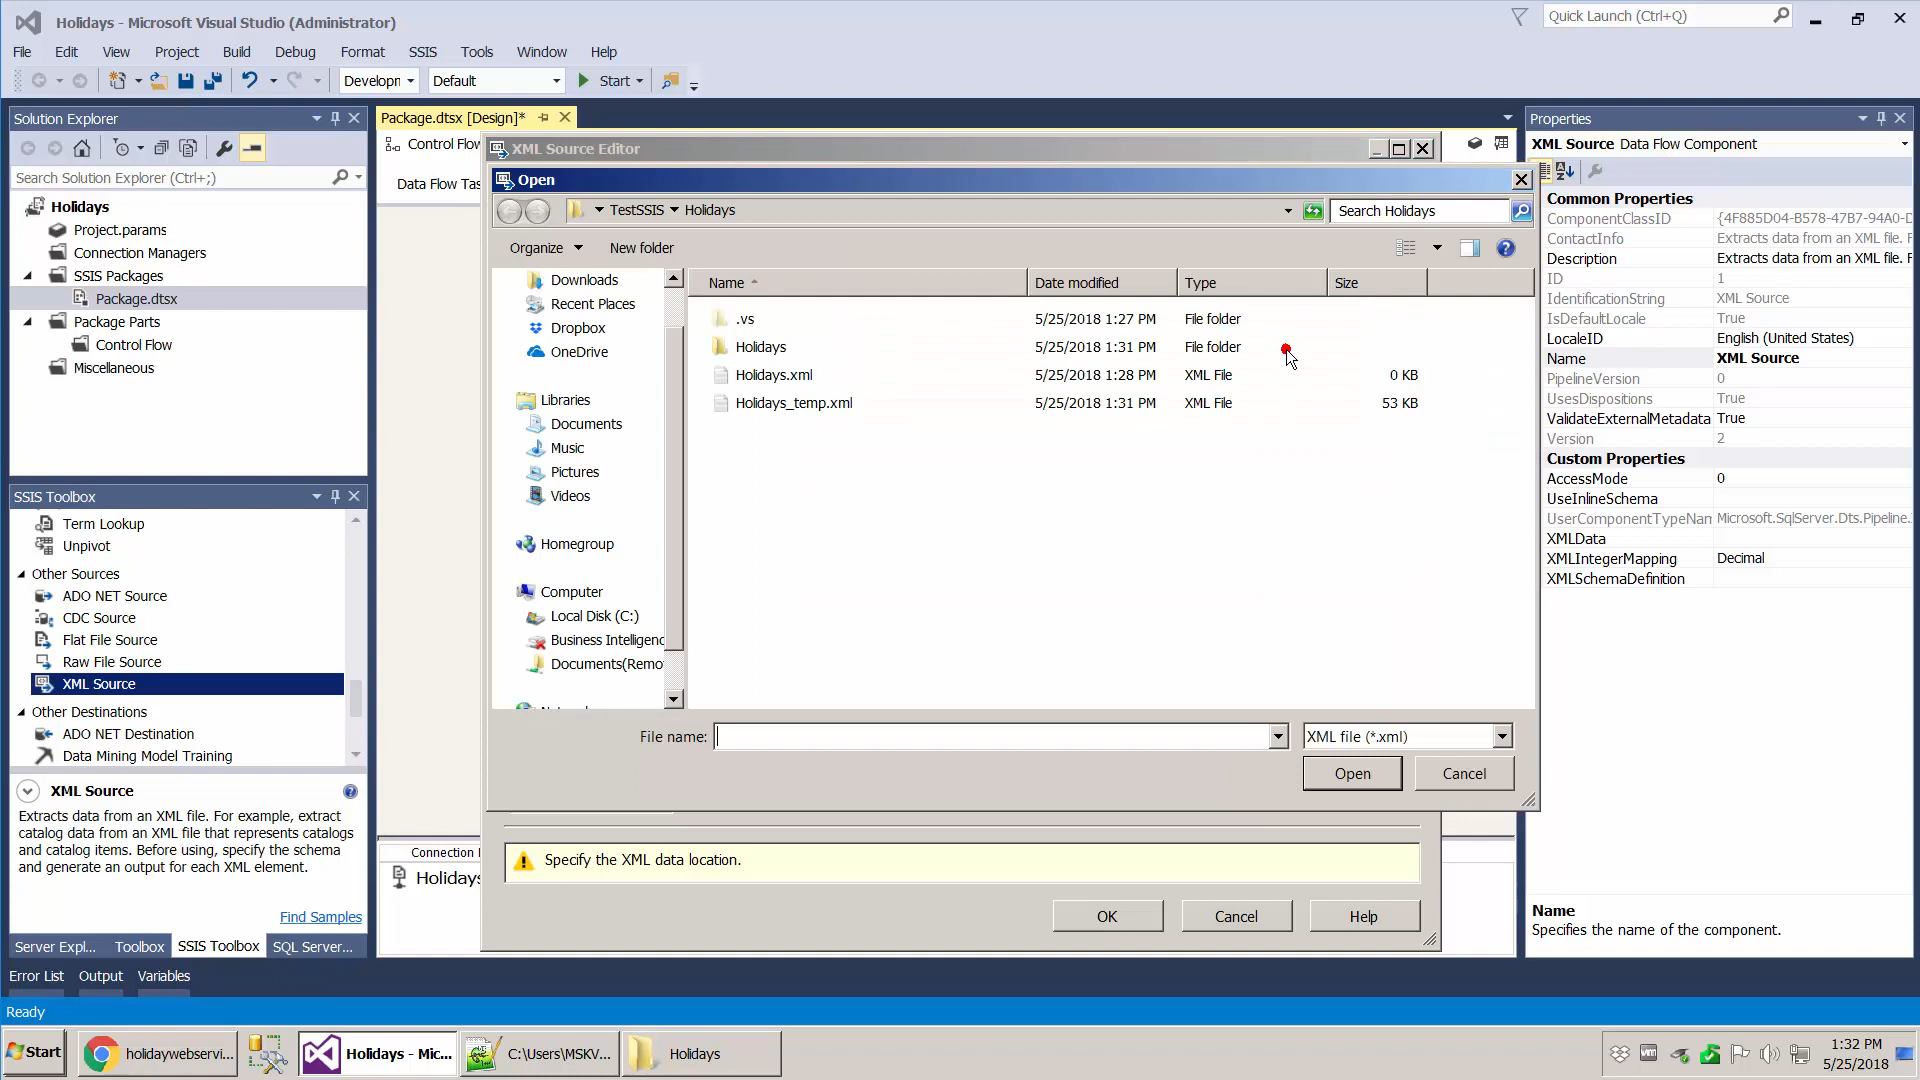 Holidays - Microsoft Visual Studio (Administrator)
Quick Launch (Ctrl+Q)
File Edit View Project Build Debug Format SSIS Tools Window Help
Developn Default Start
Solution Explorer
Search Solution Explorer (Ctrl+;)
Holidays
Project.params
Connection Managers
SSIS Packages
Package.dtsx
Package Parts
Control Flow
Miscellaneous
SSIS Toolbox
Term Lookup
Unpivot
Other Sources
ADO NET Source
CDC Source
Flat File Source
Raw File Source
XML Source
Other Destinations
ADO NET Destination
Data Mining Model Training
XML Source
Extracts data from an XML file. For example, extract
catalog data from an XML file that represents catalogs
and catalog items. Before using, specify the schema
and generate an output for each XML element.
Find Samples
Server Expl... Toolbox SSIS Toolbox SQL Server...
Error List Output Variables
Ready
Package.dtsx [Design]*
Control Flow
Data Flow Tas
Connection
Holidays
XML Source Editor
Open
TestSSIS Holidays
Search Holidays
Organize New folder
Downloads
Recent Places
Dropbox
OneDrive
Libraries
Documents
Music
Pictures
Videos
Homegroup
Computer
Local Disk (C:)
Business Intelligenc
Documents(Remo
Name Date modified Type Size
.vs 5/25/2018 1:27 PM File folder
Holidays 5/25/2018 1:31 PM File folder
Holidays.xml 5/25/2018 1:28 PM XML File 0 KB
Holidays_temp.xml 5/25/2018 1:31 PM XML File 53 KB
File name: XML file (*.xml)
Open Cancel
Specify the XML data location.
OK Cancel Help
Properties
XML Source Data Flow Component
Common Properties
ComponentClassID {4F885D04-B578-47B7-94A0-D
ContactInfo Extracts data from an XML file. F
Description Extracts data from an XML file. F
ID 1
IdentificationString XML Source
IsDefaultLocale True
LocaleID English (United States)
Name XML Source
PipelineVersion 0
UsesDispositions True
ValidateExternalMetadata True
Version 2
Custom Properties
AccessMode 0
UseInlineSchema
UserComponentTypeNam Microsoft.SqlServer.Dts.Pipeline.
XMLData
XMLIntegerMapping Decimal
XMLSchemaDefinition
Name
Specifies the name of the component.
Start holidaywebservi... Holidays - Mic... C:\Users\MSKV... Holidays
1:32 PM
5/25/2018